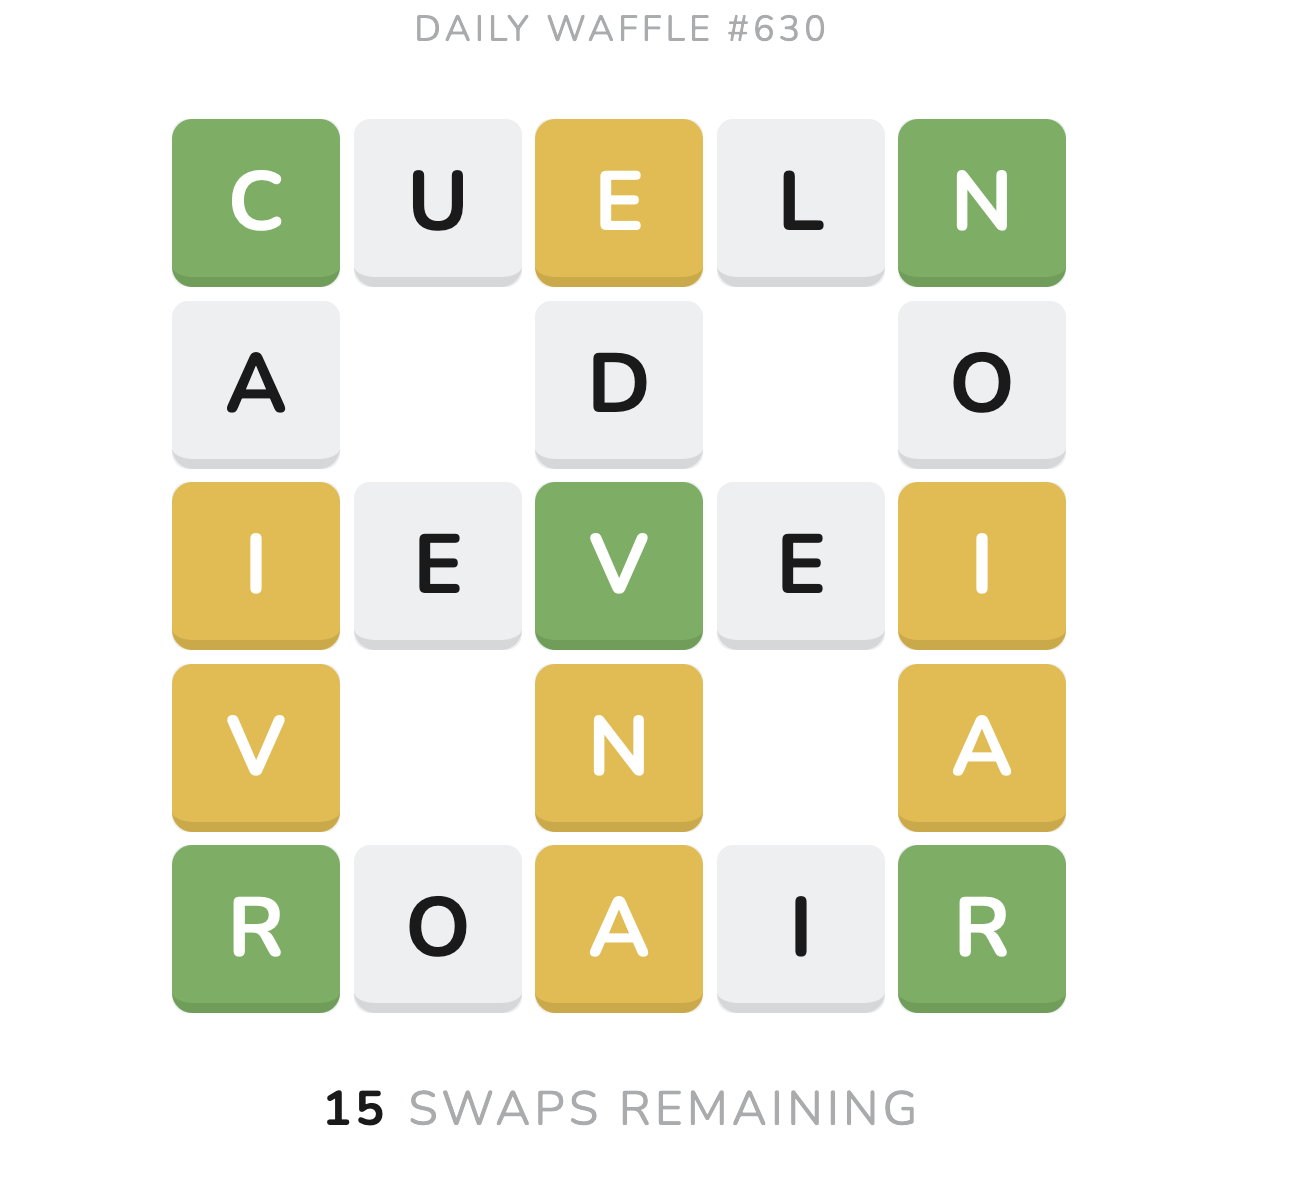 DAILY WAFFLE #630
C U E L N
A D O
I E V E I
V N A
R O A I R
15 SWAPS REMAINING